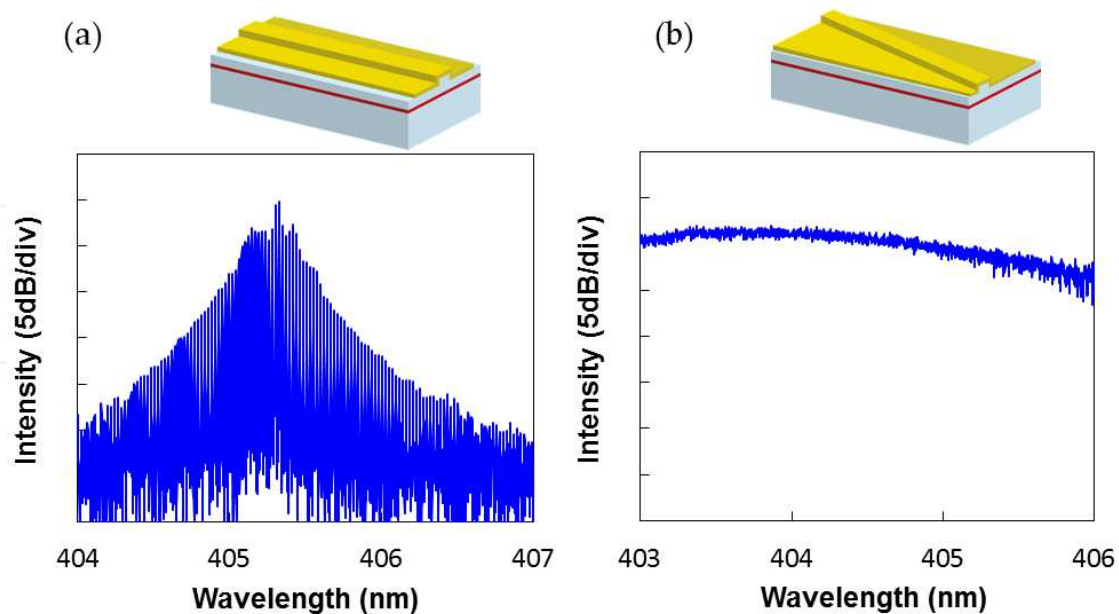 (a)
(b)
Intensity (5dB/div)
404 405 406 407
Wavelength (nm)
Intensity (5dB/div)
403 404 405 406
Wavelength (nm)